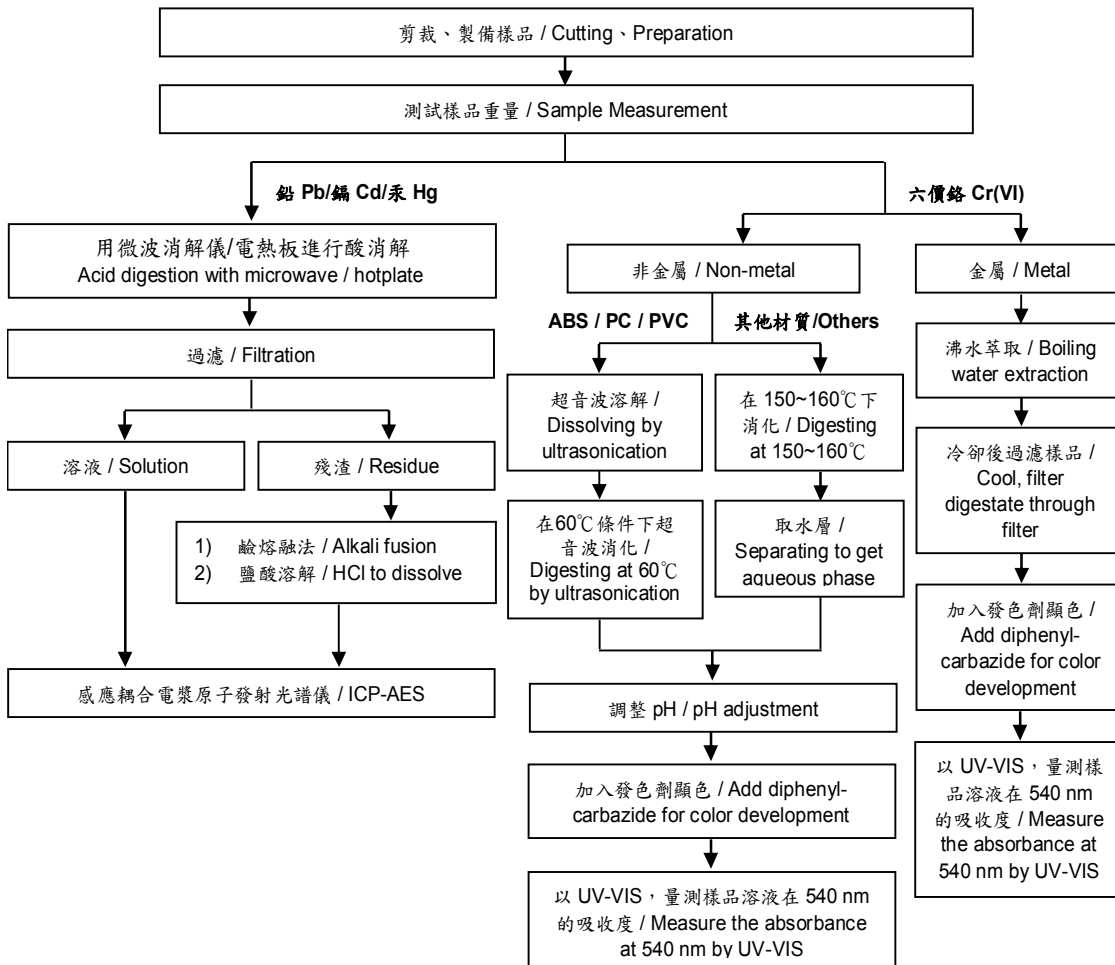 剪裁、製備樣品 / Cutting、Preparation
測試樣品重量 / Sample Measurement
鉛 Pb/鎘 Cd/汞 Hg
六價鉻 Cr(VI)
用微波消解儀/電熱板進行酸消解
Acid digestion with microwave / hotplate
過濾 / Filtration
溶液 / Solution
殘渣 / Residue
1) 鹼熔融法 / Alkali fusion
2) 鹽酸溶解 / HCl to dissolve
感應耦合電漿原子發射光譜儀 / ICP-AES
非金屬 / Non-metal
ABS / PC / PVC
其他材質/Others
超音波溶解 /
Dissolving by
ultrasonication
在60℃條件下超
音波消化 /
Digesting at 60℃
by ultrasonication
在 150~160℃下
消化 / Digesting
at 150~160℃
取水層 /
Separating to get
aqueous phase
調整 pH / pH adjustment
加入發色劑顯色 / Add diphenyl-
carbazide for color development
以 UV-VIS，量測樣品溶液在 540 nm
的吸收度 / Measure the absorbance
at 540 nm by UV-VIS
金屬 / Metal
沸水萃取 / Boiling
water extraction
冷卻後過濾樣品 /
Cool, filter
digestate through
filter
加入發色劑顯色 /
Add diphenyl-
carbazide for color
development
以 UV-VIS，量測樣
品溶液在 540 nm
的吸收度 / Measure
the absorbance at
540 nm by UV-VIS